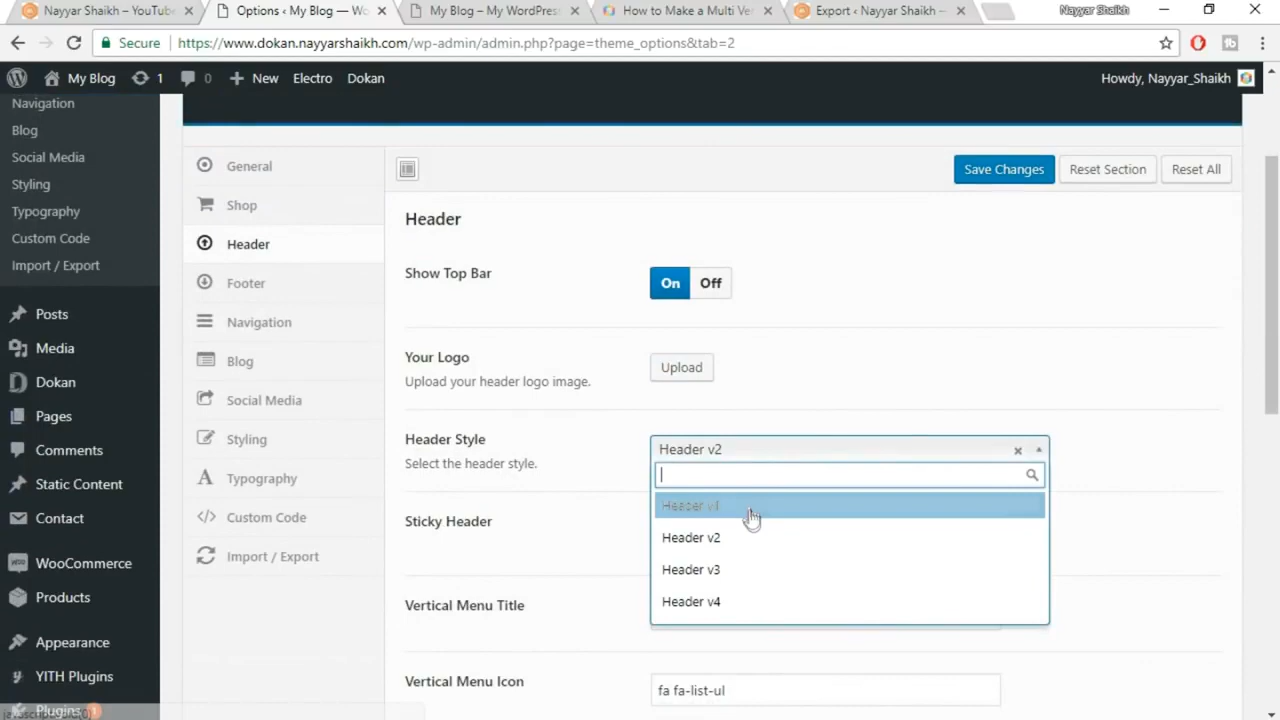 Nayyar Shaikh – YouTube
Options ‹ My Blog — Wo
My Blog – My WordPress
How to Make a Multi Ve
Export ‹ Nayyar Shaikh —
Nayyar Shaikh
Secure
https://www.dokan.nayyarshaikh.com/wp-admin/admin.php?page=theme_options&tab=2
My Blog
1
0
New
Electro
Dokan
Howdy, Nayyar_Shaikh
Navigation
Blog
Social Media
Styling
Typography
Custom Code
Import / Export
Posts
Media
Dokan
Pages
Comments
Static Content
Contact
WooCommerce
Products
Appearance
YITH Plugins
Plugins 1
General
Shop
Header
Footer
Navigation
Blog
Social Media
Styling
Typography
Custom Code
Import / Export
Save Changes
Reset Section
Reset All
Header
Show Top Bar
On Off
Your Logo
Upload your header logo image.
Upload
Header Style
Select the header style.
Header v2
Header v1
Header v2
Header v3
Header v4
Sticky Header
Vertical Menu Title
Vertical Menu Icon
fa fa-list-ul